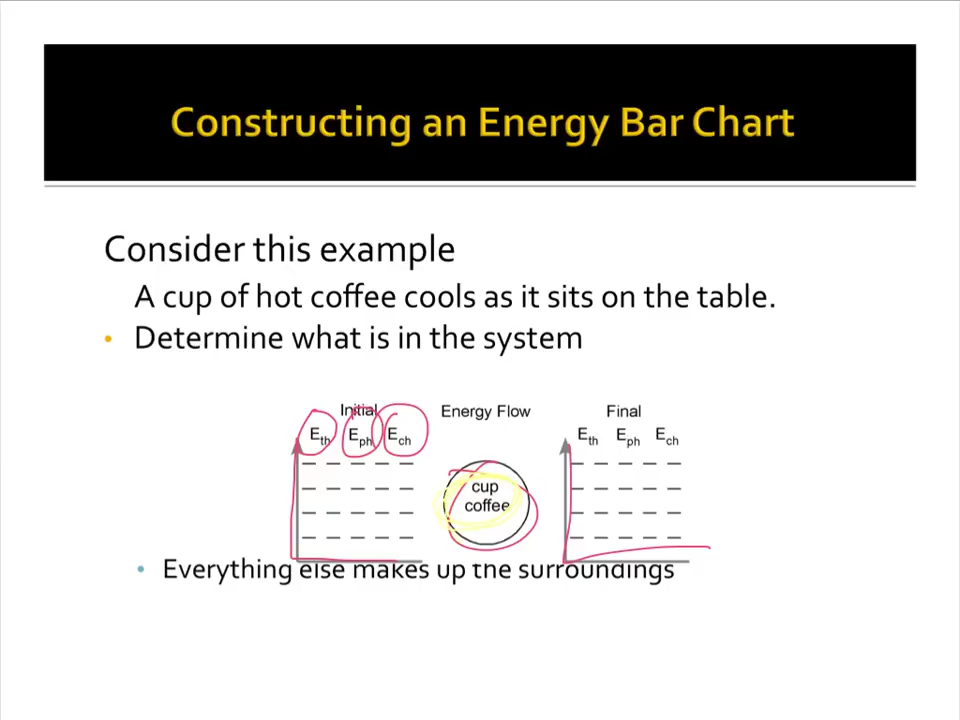 Constructing an Energy Bar Chart
Consider this example
A cup of hot coffee cools as it sits on the table.
• Determine what is in the system
Initial Energy Flow Final
Eth Eph Ech Eth Eph Ech
cup
coffee
• Everything else makes up the surroundings